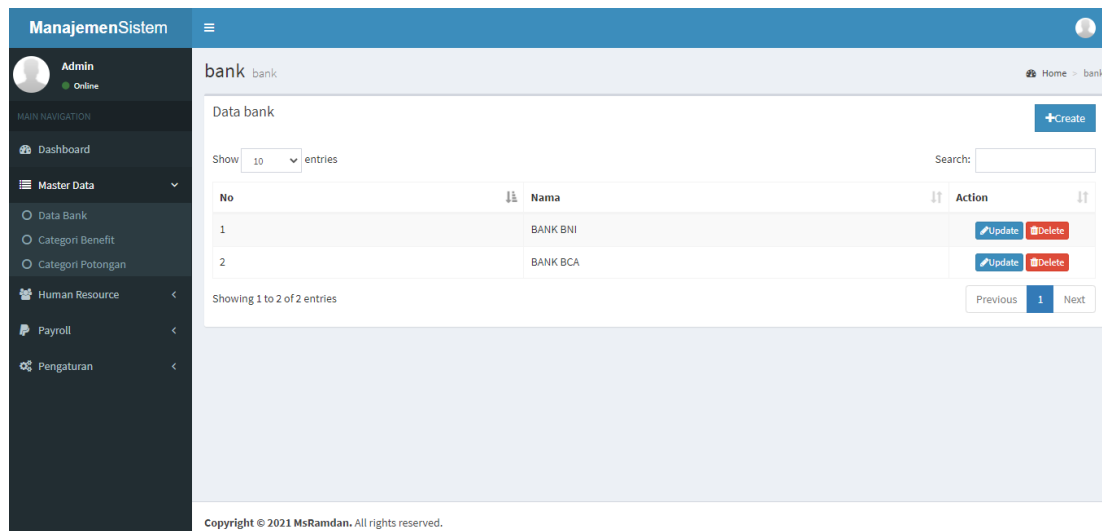 ManajemenSistem
Admin
Online
MAIN NAVIGATION
Dashboard
Master Data
Data Bank
Categori Benefit
Categori Potongan
Human Resource
Payroll
Pengaturan
bank bank
Home > bank
Data bank
+Create
Show 10 entries
Search:
No Nama Action
1 BANK BNI Update Delete
2 BANK BCA Update Delete
Showing 1 to 2 of 2 entries
Previous 1 Next
Copyright © 2021 MsRamdan. All rights reserved.